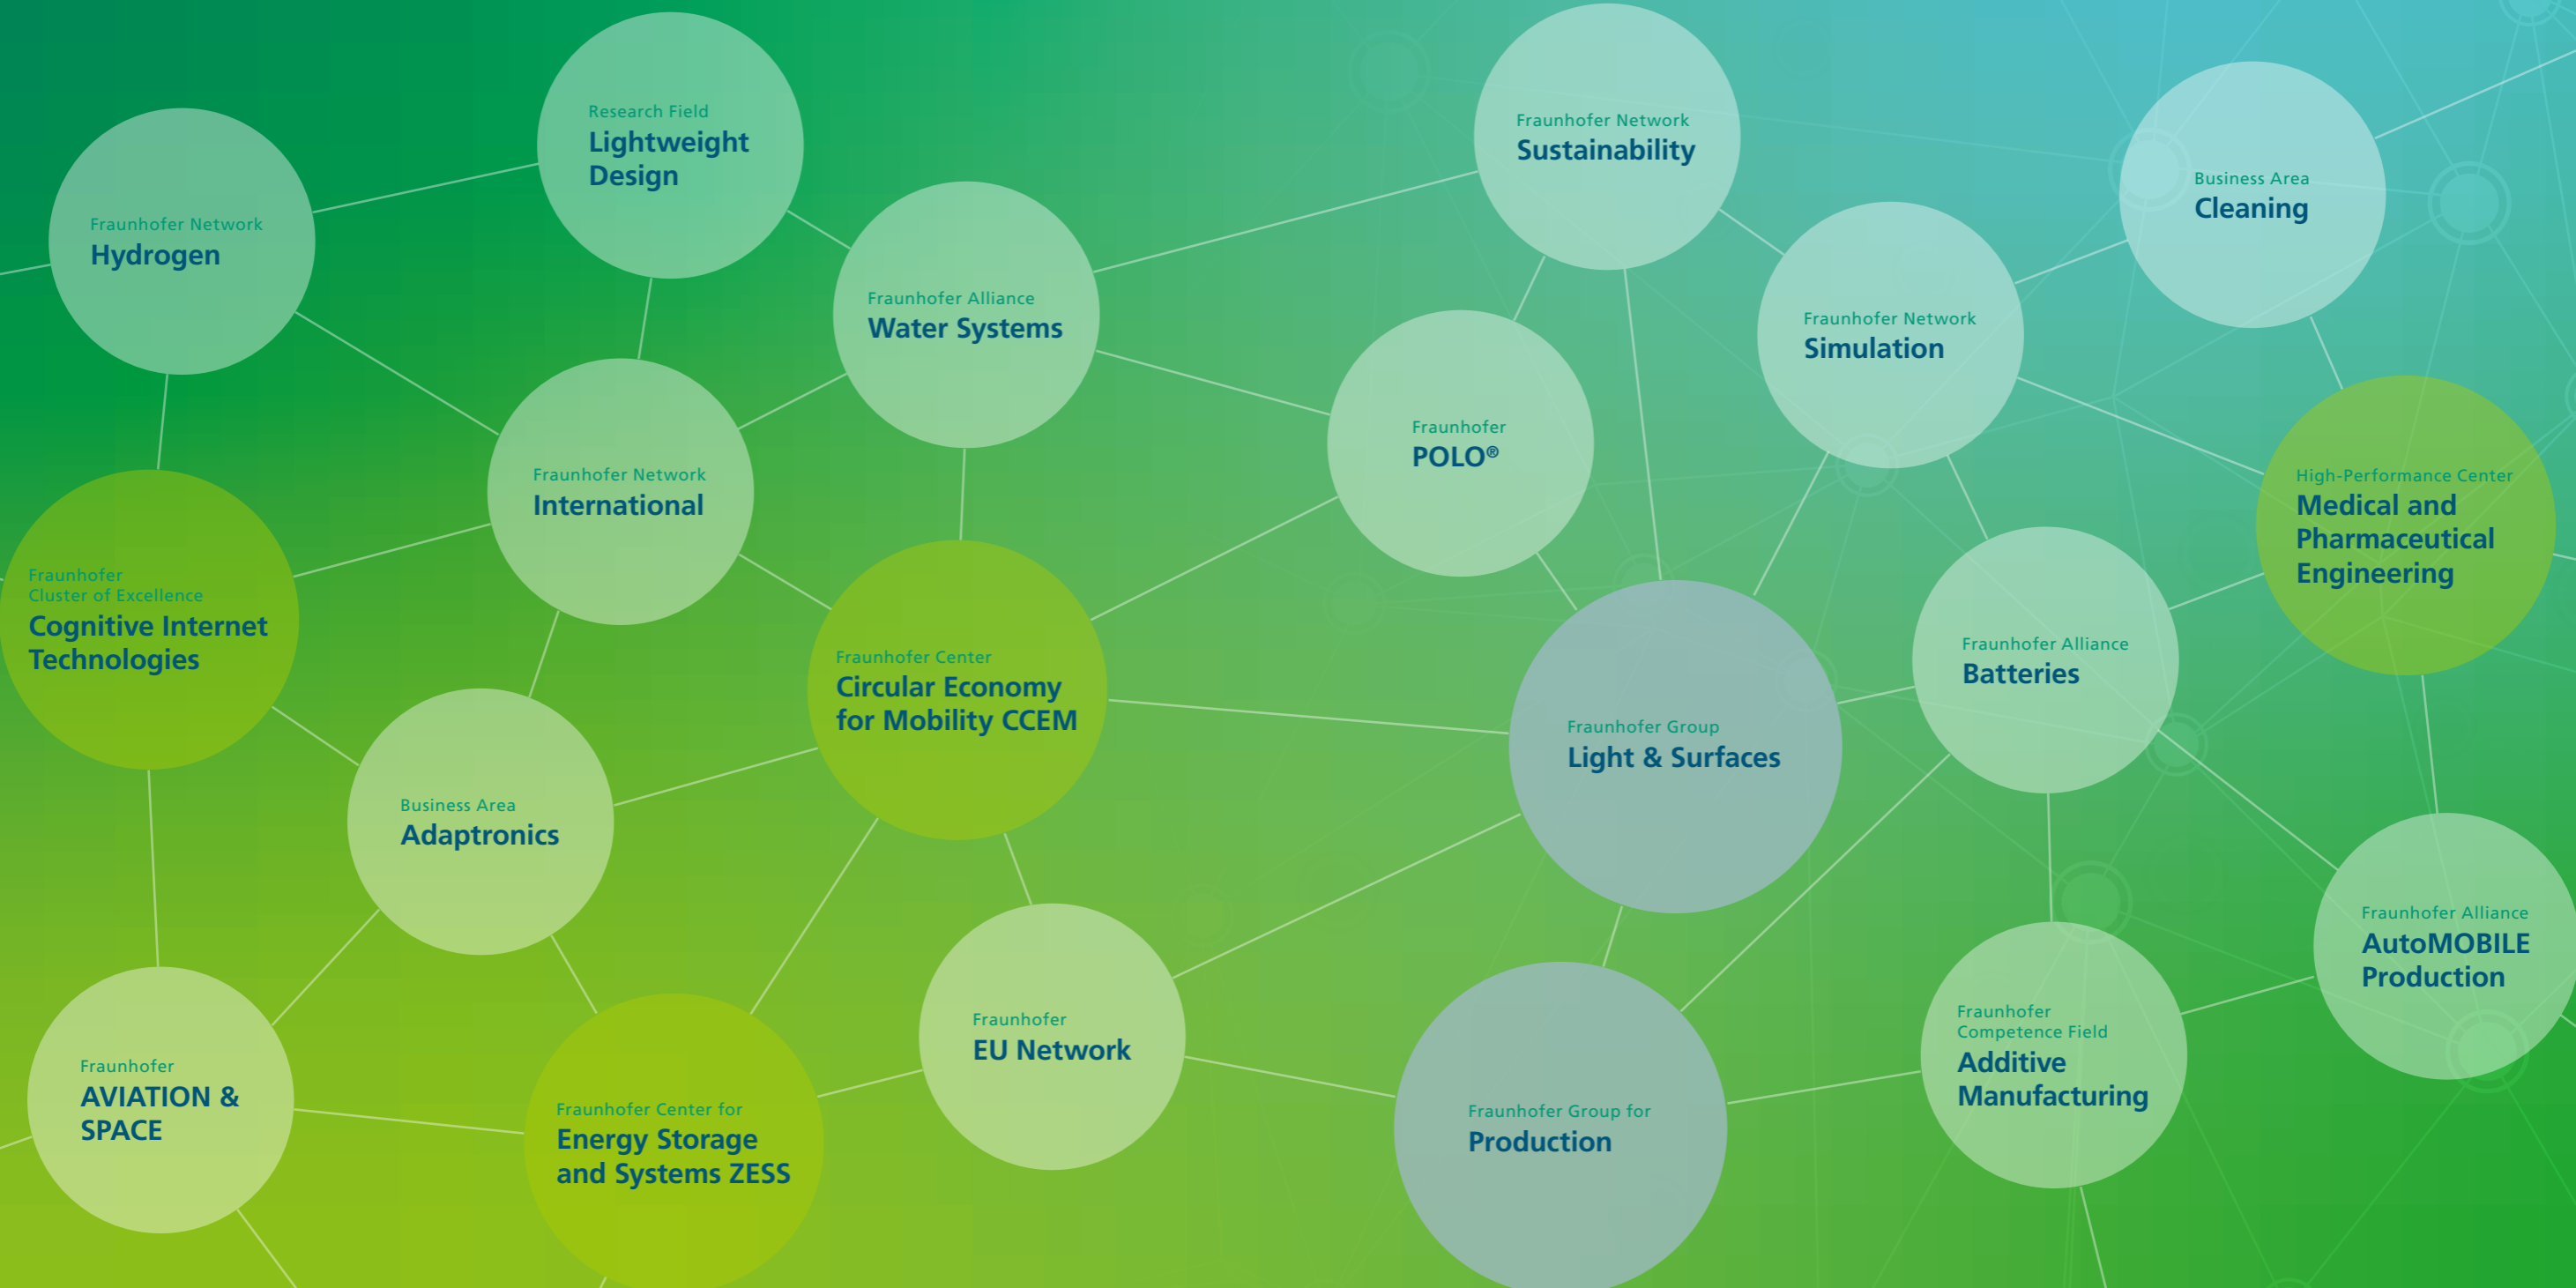 Research Field
Lightweight
Design
Fraunhofer Network
Sustainability
Business Area
Cleaning
Fraunhofer Network
Hydrogen
Fraunhofer Alliance
Water Systems
Fraunhofer Network
Simulation
Fraunhofer
POLO®
Fraunhofer Network
International
High-Performance Center
Medical and
Pharmaceutical
Engineering
Fraunhofer
Cluster of Excellence
Cognitive Internet
Technologies
Fraunhofer Center
Circular Economy
for Mobility CCEM
Fraunhofer Alliance
Batteries
Fraunhofer Group
Light & Surfaces
Business Area
Adaptronics
Fraunhofer Alliance
AutoMOBILE
Production
Fraunhofer
EU Network
Fraunhofer
Competence Field
Additive
Manufacturing
Fraunhofer
AVIATION &
SPACE
Fraunhofer Center for
Energy Storage
and Systems ZESS
Fraunhofer Group for
Production